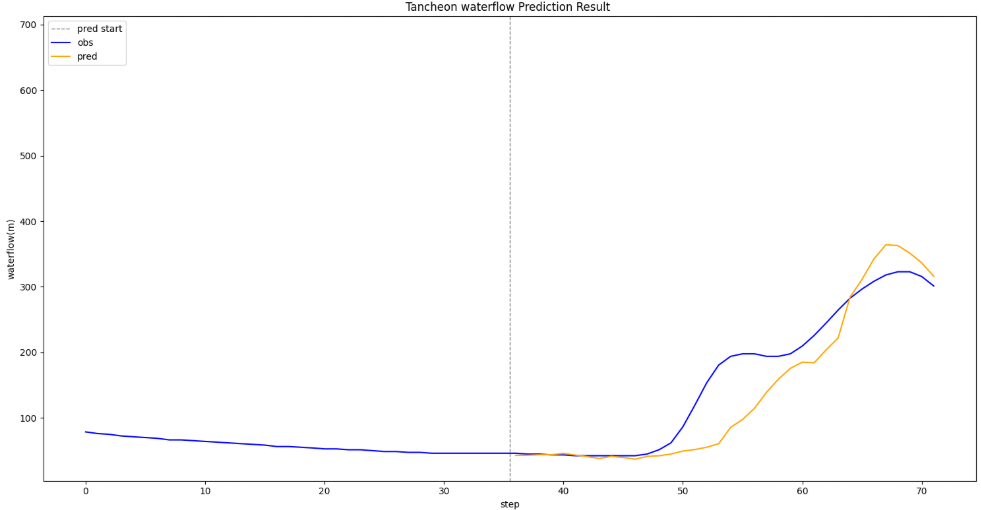 Tancheon waterflow Prediction Result
pred start
obs
pred
700
600
500
400
300
200
100
waterflow(m)
0 10 20 30 40 50 60 70
step